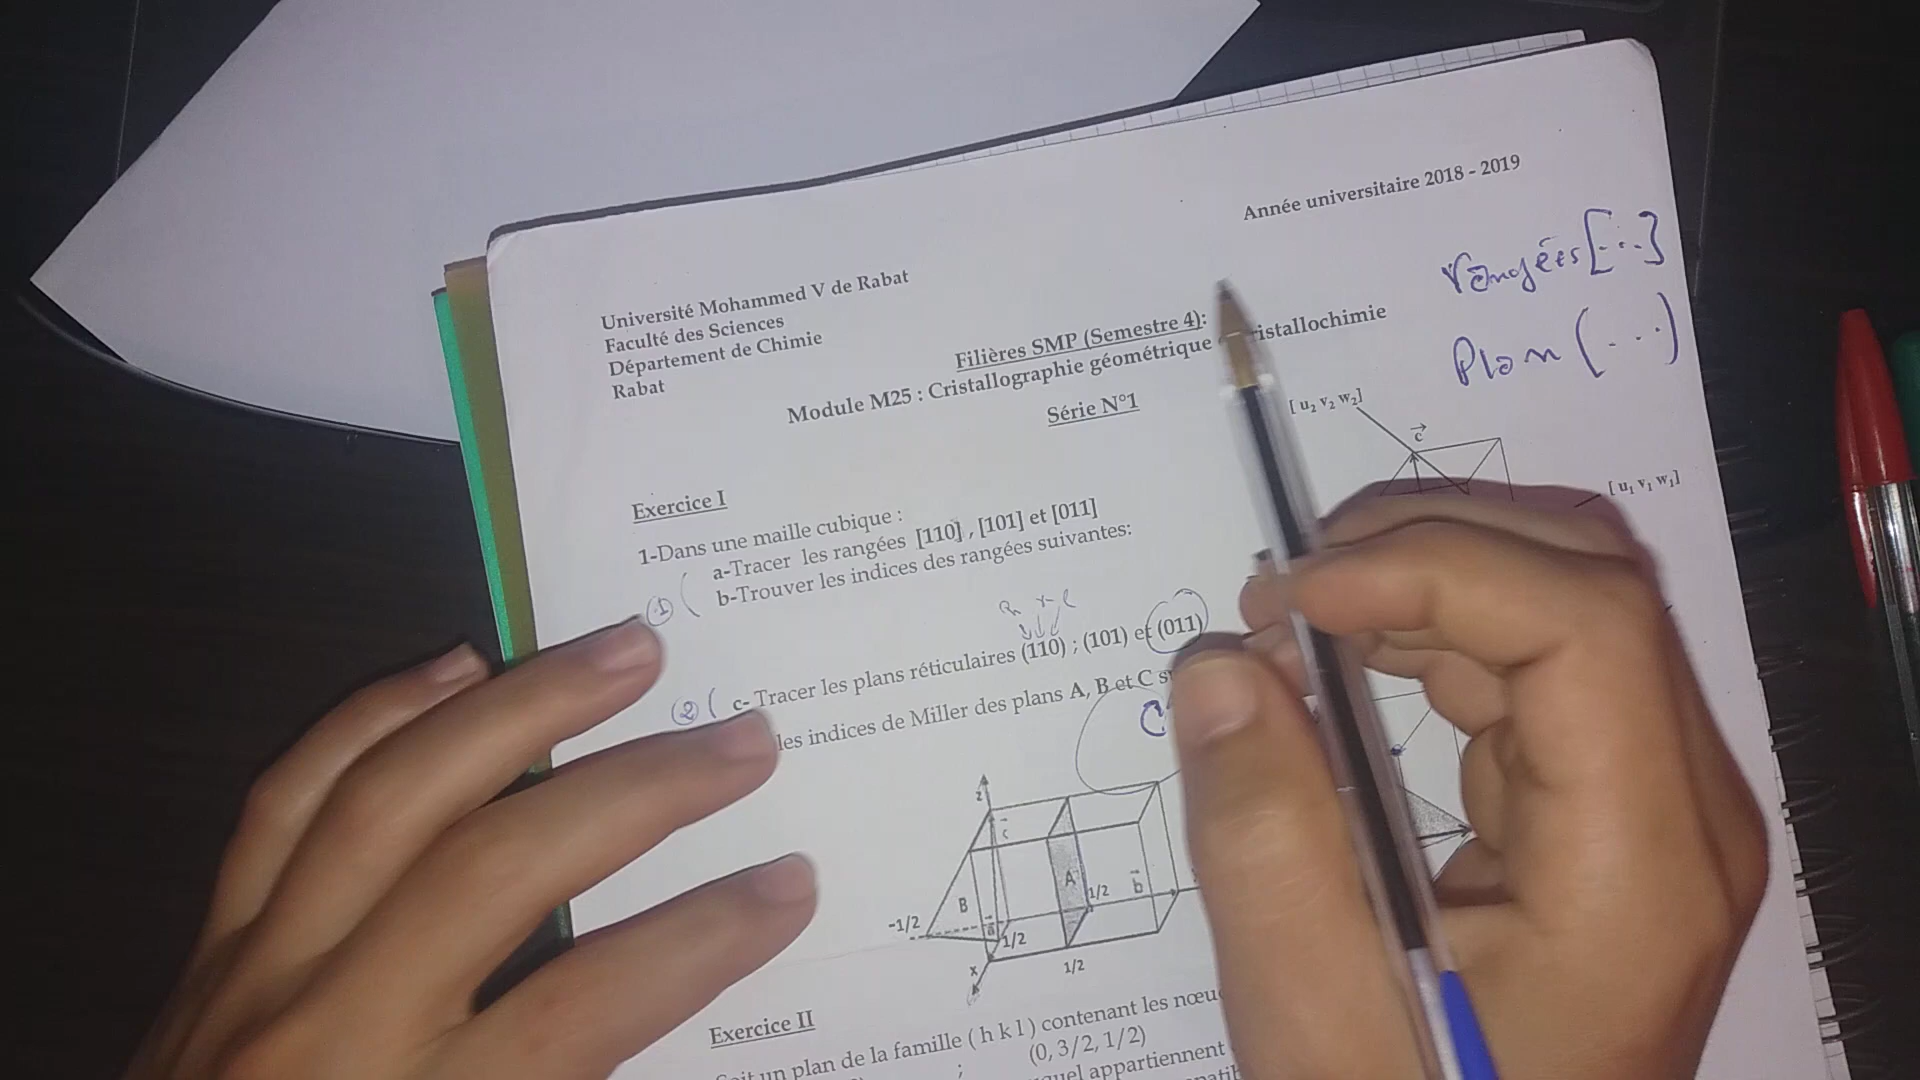 Année universitaire 2018 - 2019
Université Mohammed V de Rabat
Faculté des Sciences
Département de Chimie
Rabat
Filières SMP (Semestre 4):
Module M25 : Cristallographie géométrique ristallochimie
Série N°1
rangées [...]
Plan (...)
[ u₂ v₂ w₂]
c
[ u₁ v₁ w₁]
Exercice I
1-Dans une maille cubique :
a-Tracer les rangées [110] , [101] et [011]
b-Trouver les indices des rangées suivantes:
1
h k l
2
c- Tracer les plans réticulaires (110) ; (101) et (011)
les indices de Miller des plans A, B et C
C
z
c
A
1/2
b
B
-1/2
a
1/2
x
1/2
Exercice II
un plan de la famille ( h k l ) contenant les
(0, 3/2, 1/2)
;
appartiennent